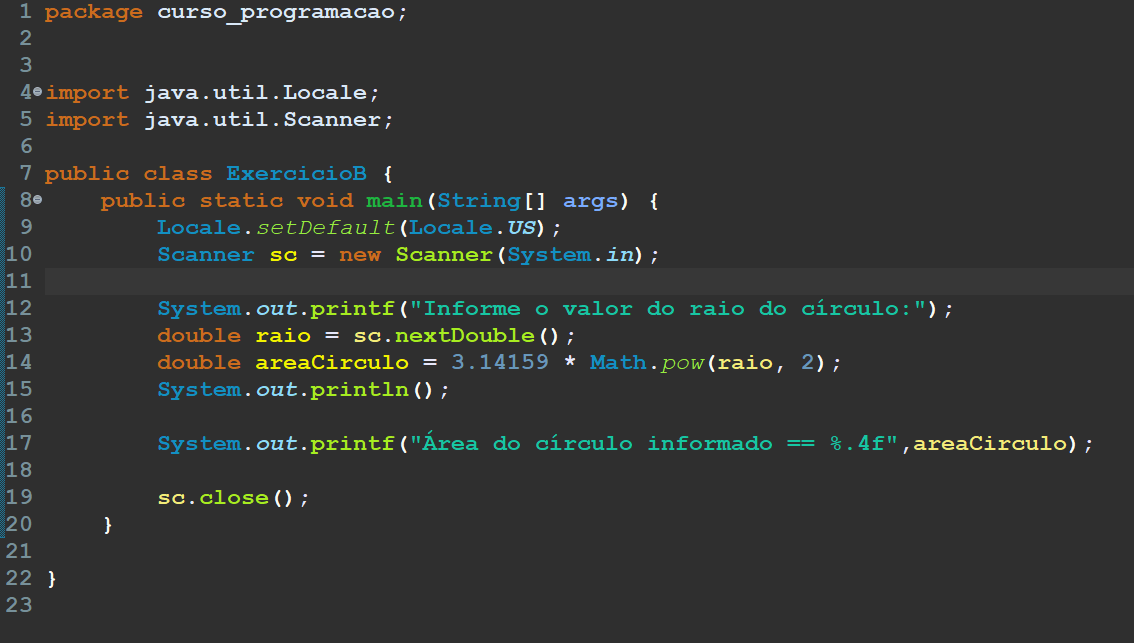 1 package curso_programacao;
2
3
4 import java.util.Locale;
5 import java.util.Scanner;
6
7 public class ExercicioB {
8     public static void main(String[] args) {
9         Locale.setDefault(Locale.US);
10         Scanner sc = new Scanner(System.in);
11
12         System.out.printf("Informe o valor do raio do círculo:");
13         double raio = sc.nextDouble();
14         double areaCirculo = 3.14159 * Math.pow(raio, 2);
15         System.out.println();
16
17         System.out.printf("Área do círculo informado == %.4f",areaCirculo);
18
19         sc.close();
20     }
21
22 }
23